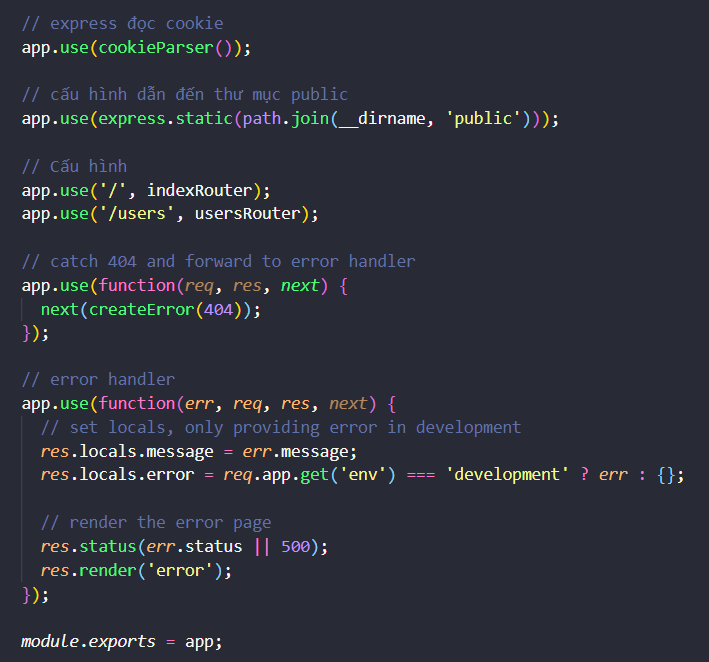 // express đọc cookie
app.use(cookieParser());
// cấu hình dẫn đến thư mục public
app.use(express.static(path.join(__dirname, 'public')));
// Cấu hình
app.use('/', indexRouter);
app.use('/users', usersRouter);
// catch 404 and forward to error handler
app.use(function(req, res, next) {
  next(createError(404));
});
// error handler
app.use(function(err, req, res, next) {
  // set locals, only providing error in development
  res.locals.message = err.message;
  res.locals.error = req.app.get('env') === 'development' ? err : {};
  // render the error page
  res.status(err.status || 500);
  res.render('error');
});
module.exports = app;